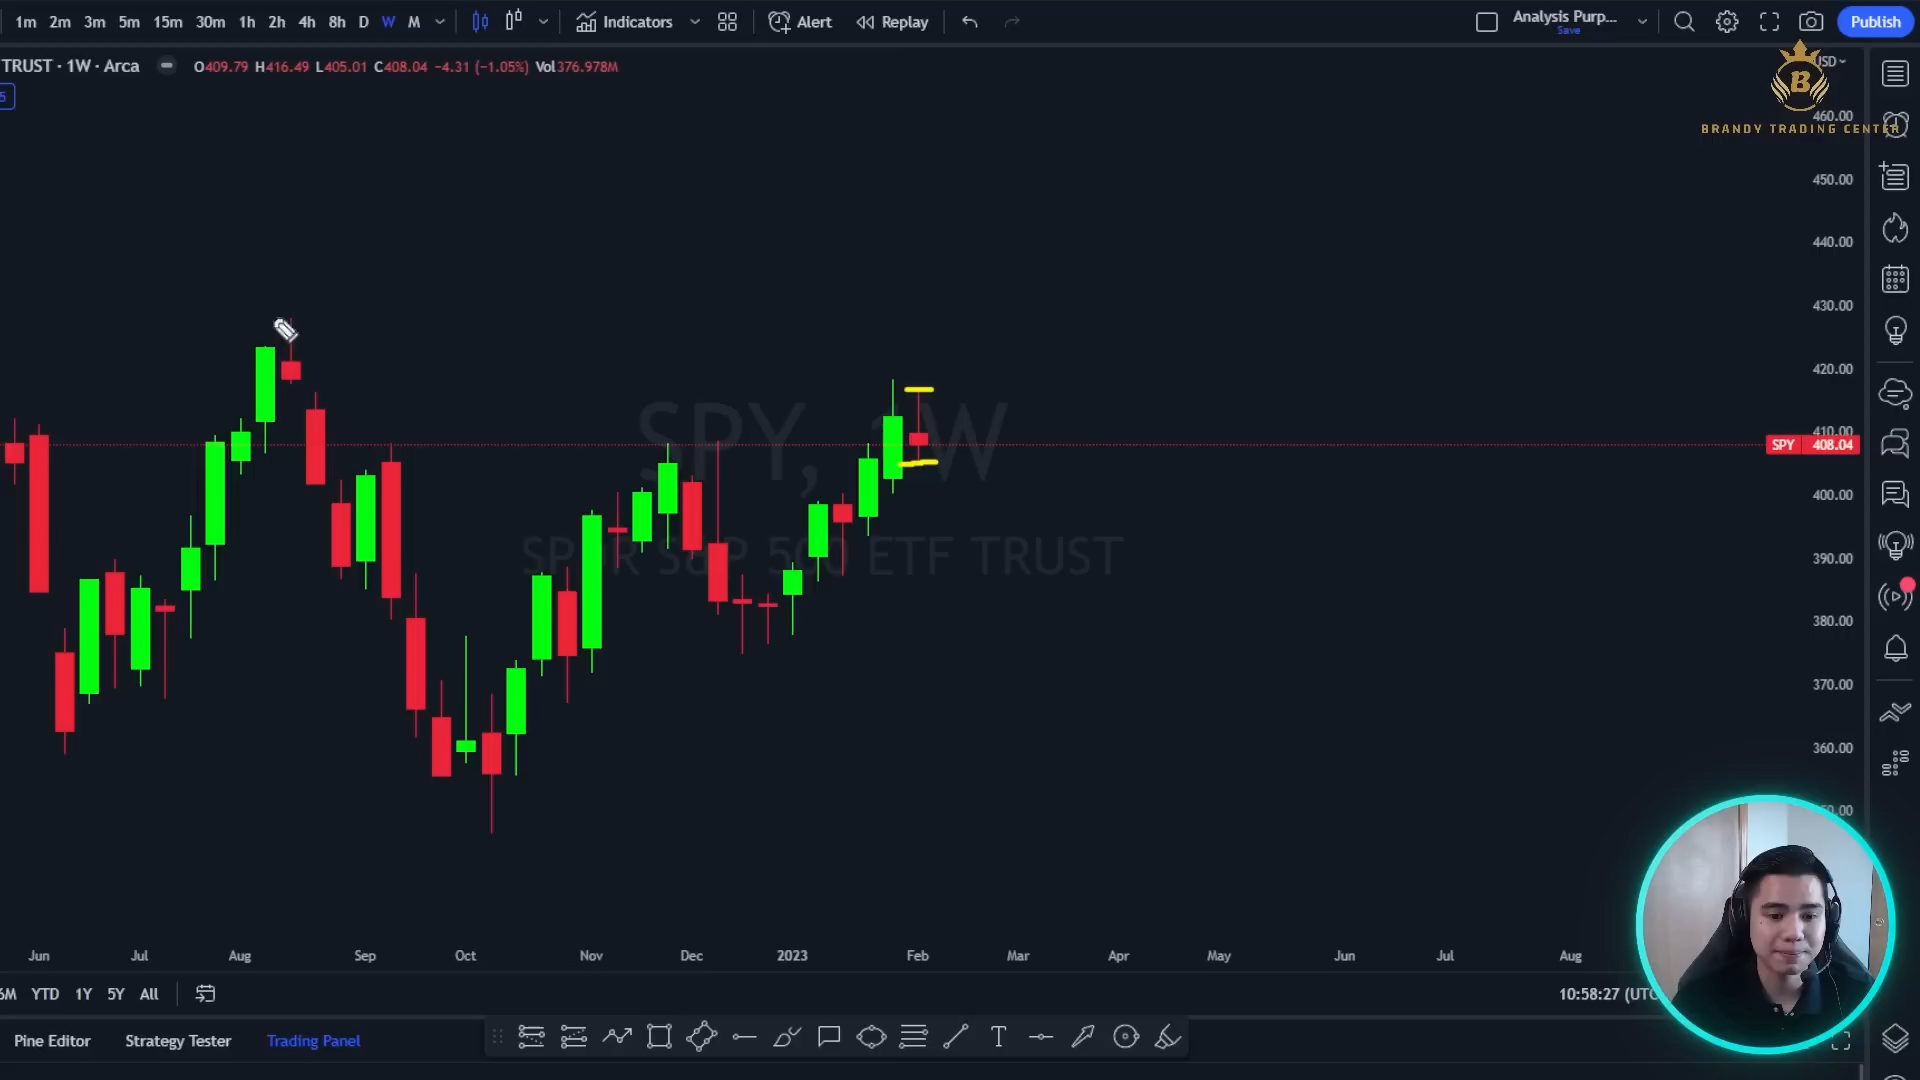 1m 2m 3m 5m 15m 30m 1h 2h 4h 8h D W M Indicators Alert Replay Analysis Purp... Publish
Save
TRUST · 1W · Arca O409.79 H416.49 L405.01 C408.04 −4.31 (−1.05%) Vol376.978M USD
5
B
460.00
BRANDY TRADING CENTER
450.00
440.00
430.00
420.00
410.00
SPY 408.04
SPY, 1W
400.00
SPDR S&P 500 ETF TRUST
390.00
380.00
370.00
360.00
Jun Jul Aug Sep Oct Nov Dec 2023 Feb Mar Apr May Jun Jul Aug
6M YTD 1Y 5Y All 10:58:27 (UTC
Pine Editor Strategy Tester Trading Panel
T